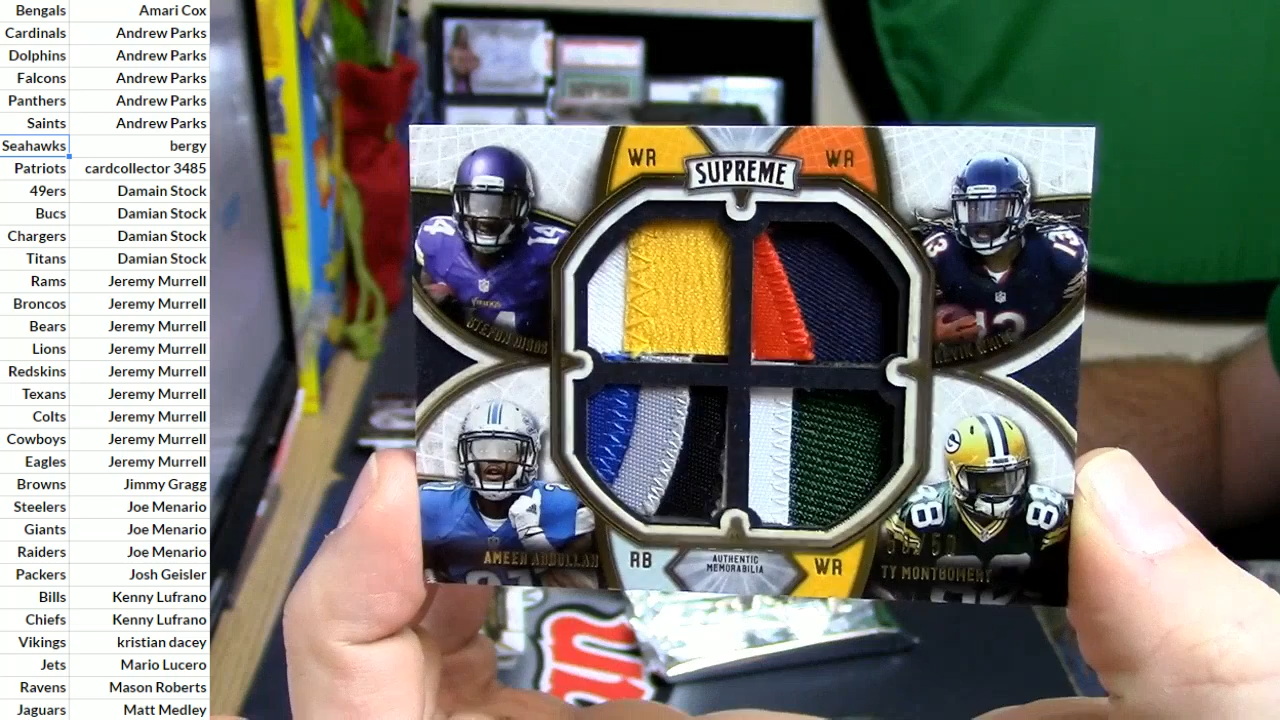 Bengals Amari Cox
Cardinals Andrew Parks
Dolphins Andrew Parks
Falcons Andrew Parks
Panthers Andrew Parks
Saints Andrew Parks
Seahawks bergy
Patriots cardcollector 3485
49ers Damain Stock
Bucs Damian Stock
Chargers Damian Stock
Titans Damian Stock
Rams Jeremy Murrell
Broncos Jeremy Murrell
Bears Jeremy Murrell
Lions Jeremy Murrell
Redskins Jeremy Murrell
Texans Jeremy Murrell
Colts Jeremy Murrell
Cowboys Jeremy Murrell
Eagles Jeremy Murrell
Browns Jimmy Gragg
Steelers Joe Menario
Giants Joe Menario
Raiders Joe Menario
Packers Josh Geisler
Bills Kenny Lufrano
Chiefs Kenny Lufrano
Vikings kristian dacey
Jets Mario Lucero
Ravens Mason Roberts
Jaguars Matt Medley
WR SUPREME WR
14
13 13
VIKINGS
STEFON DIGGS
KEVIN WHITE
88
AMEER ABDULLAH
TY MONTGOMERY
RB AUTHENTIC WR
MEMORABILIA